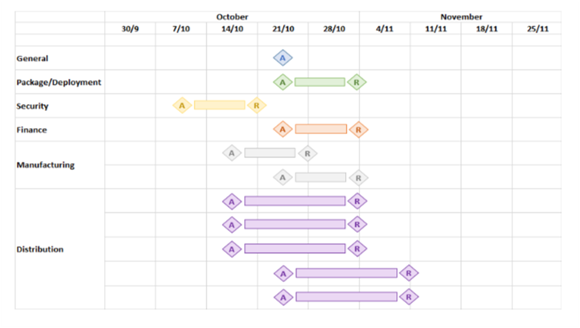 October November
30/9 7/10 14/10 21/10 28/10 4/11 11/11 18/11 25/11
General A
Package/Deployment A R
Security A R
Finance A R
A R
Manufacturing
A R
A R
A R
Distribution A R
A R
A R